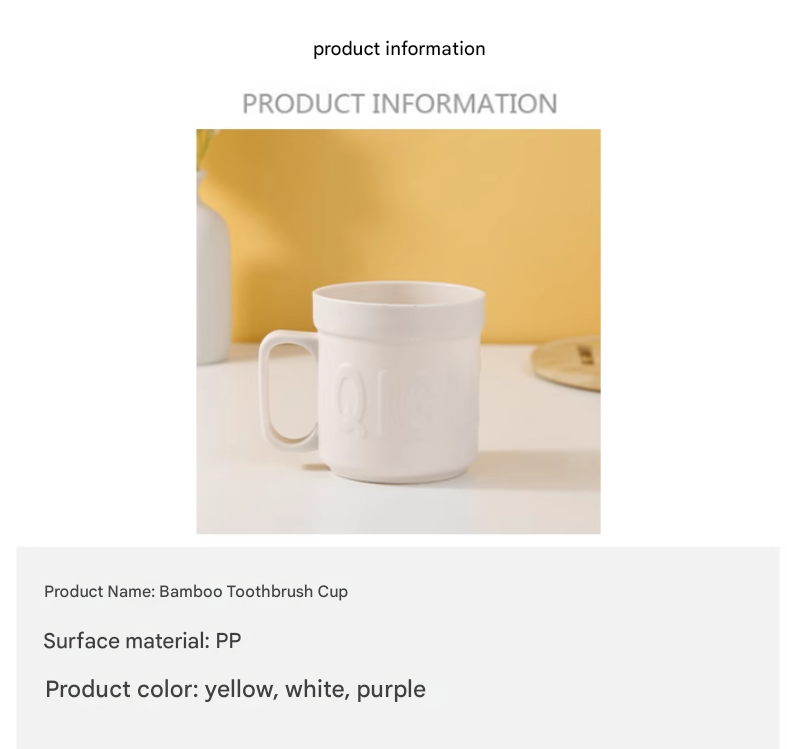 product information
PRODUCT INFORMATION
Product Name: Bamboo Toothbrush Cup
Surface material: PP
Product color: yellow, white, purple